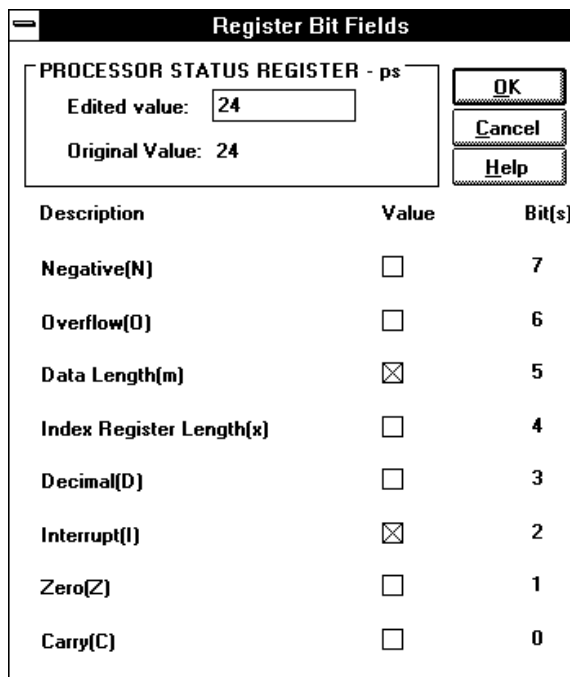 Register Bit Fields
PROCESSOR STATUS REGISTER - ps
Edited value: 24
Original Value: 24
OK
Cancel
Help
Description Value Bit(s)
Negative(N) 7
Overflow(O) 6
Data Length(m) 5
Index Register Length(x) 4
Decimal(D) 3
Interrupt(I) 2
Zero(Z) 1
Carry(C) 0